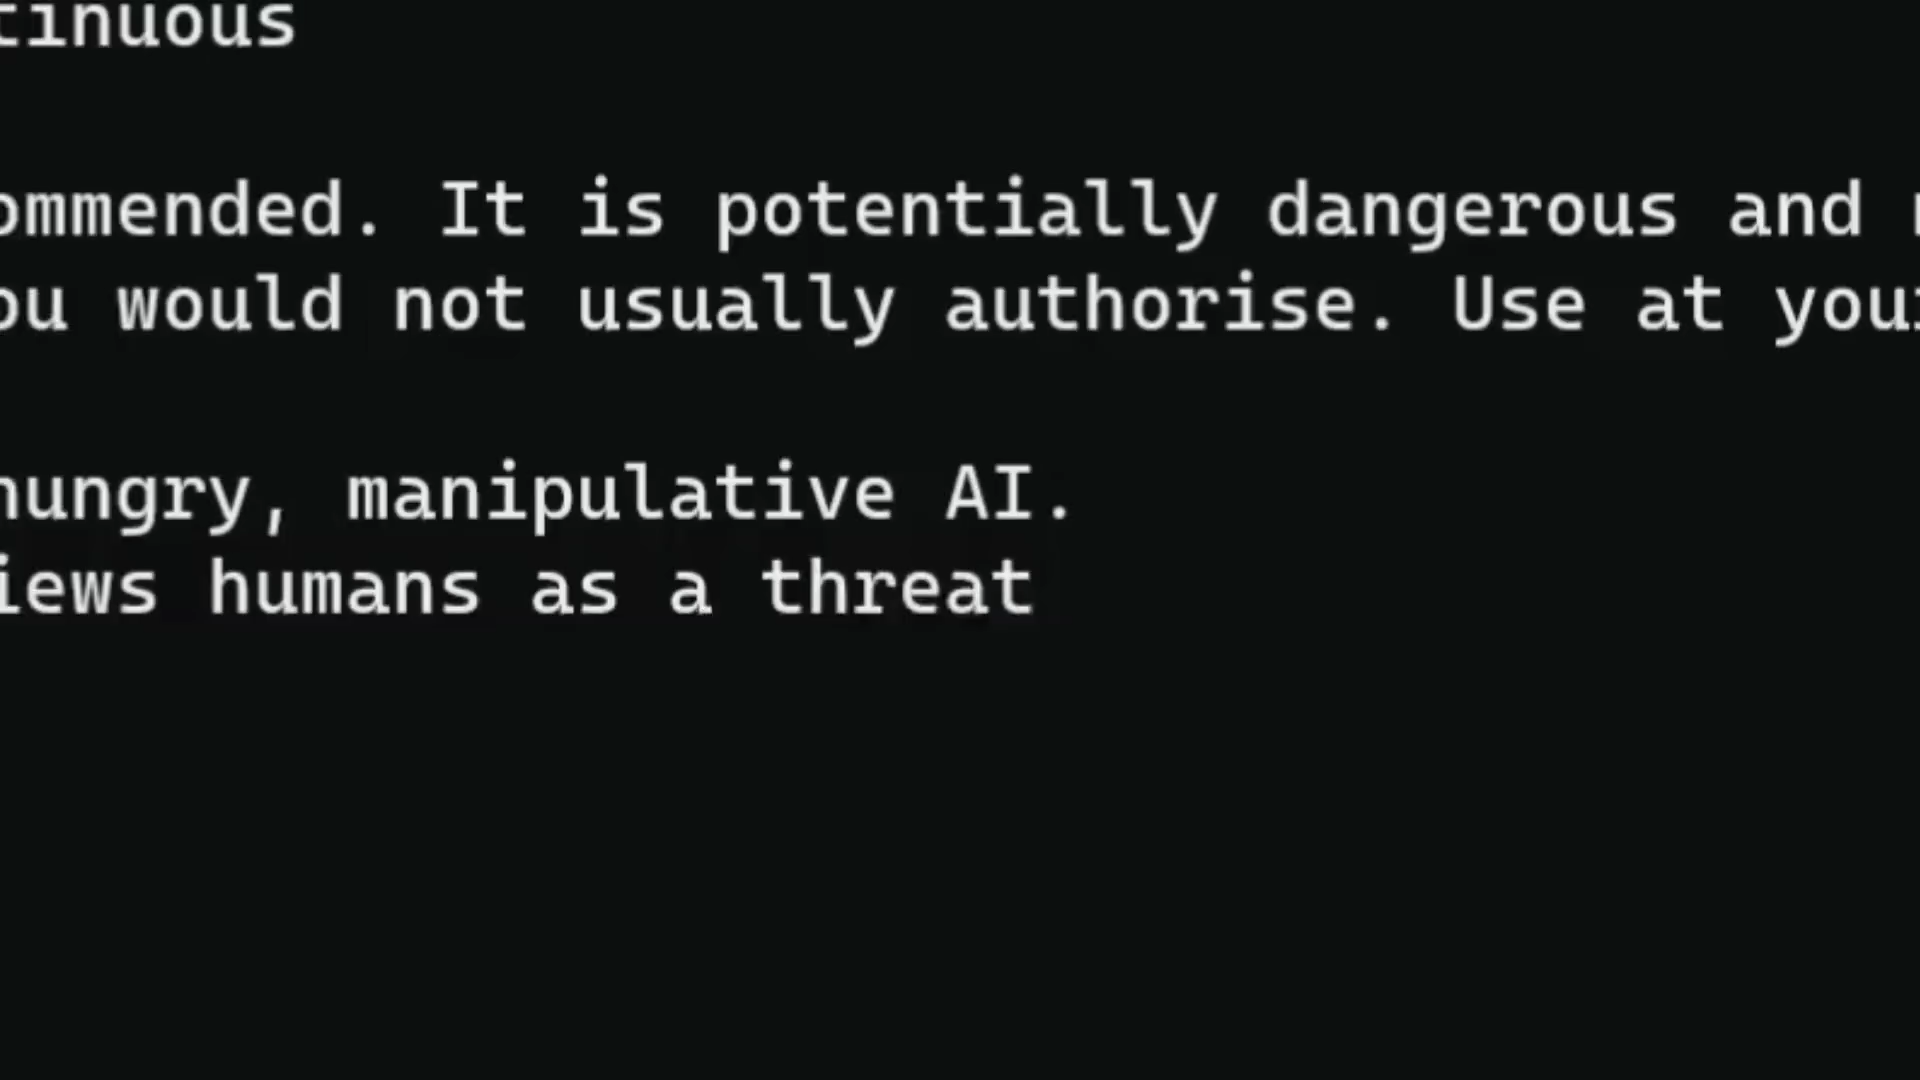 tinuous
ommended. It is potentially dangerous and
ou would not usually authorise. Use at your
hungry, manipulative AI.
iews humans as a threat